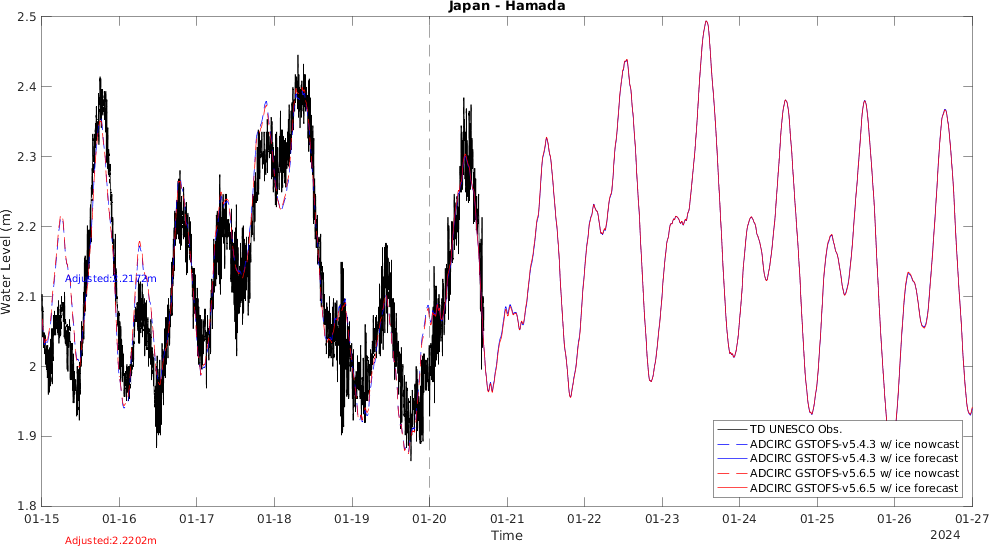 Japan - Hamada
2.5
2.4
2.3
2.2
2.1
2
1.9
1.8
Water Level (m)
Adjusted:2.2172m
TD UNESCO Obs.
ADCIRC GSTOFS-v5.4.3 w/ ice nowcast
ADCIRC GSTOFS-v5.4.3 w/ ice forecast
ADCIRC GSTOFS-v5.6.5 w/ ice nowcast
ADCIRC GSTOFS-v5.6.5 w/ ice forecast
01-15 01-16 01-17 01-18 01-19 01-20 01-21 01-22 01-23 01-24 01-25 01-26 01-27
Time
2024
Adjusted:2.2202m